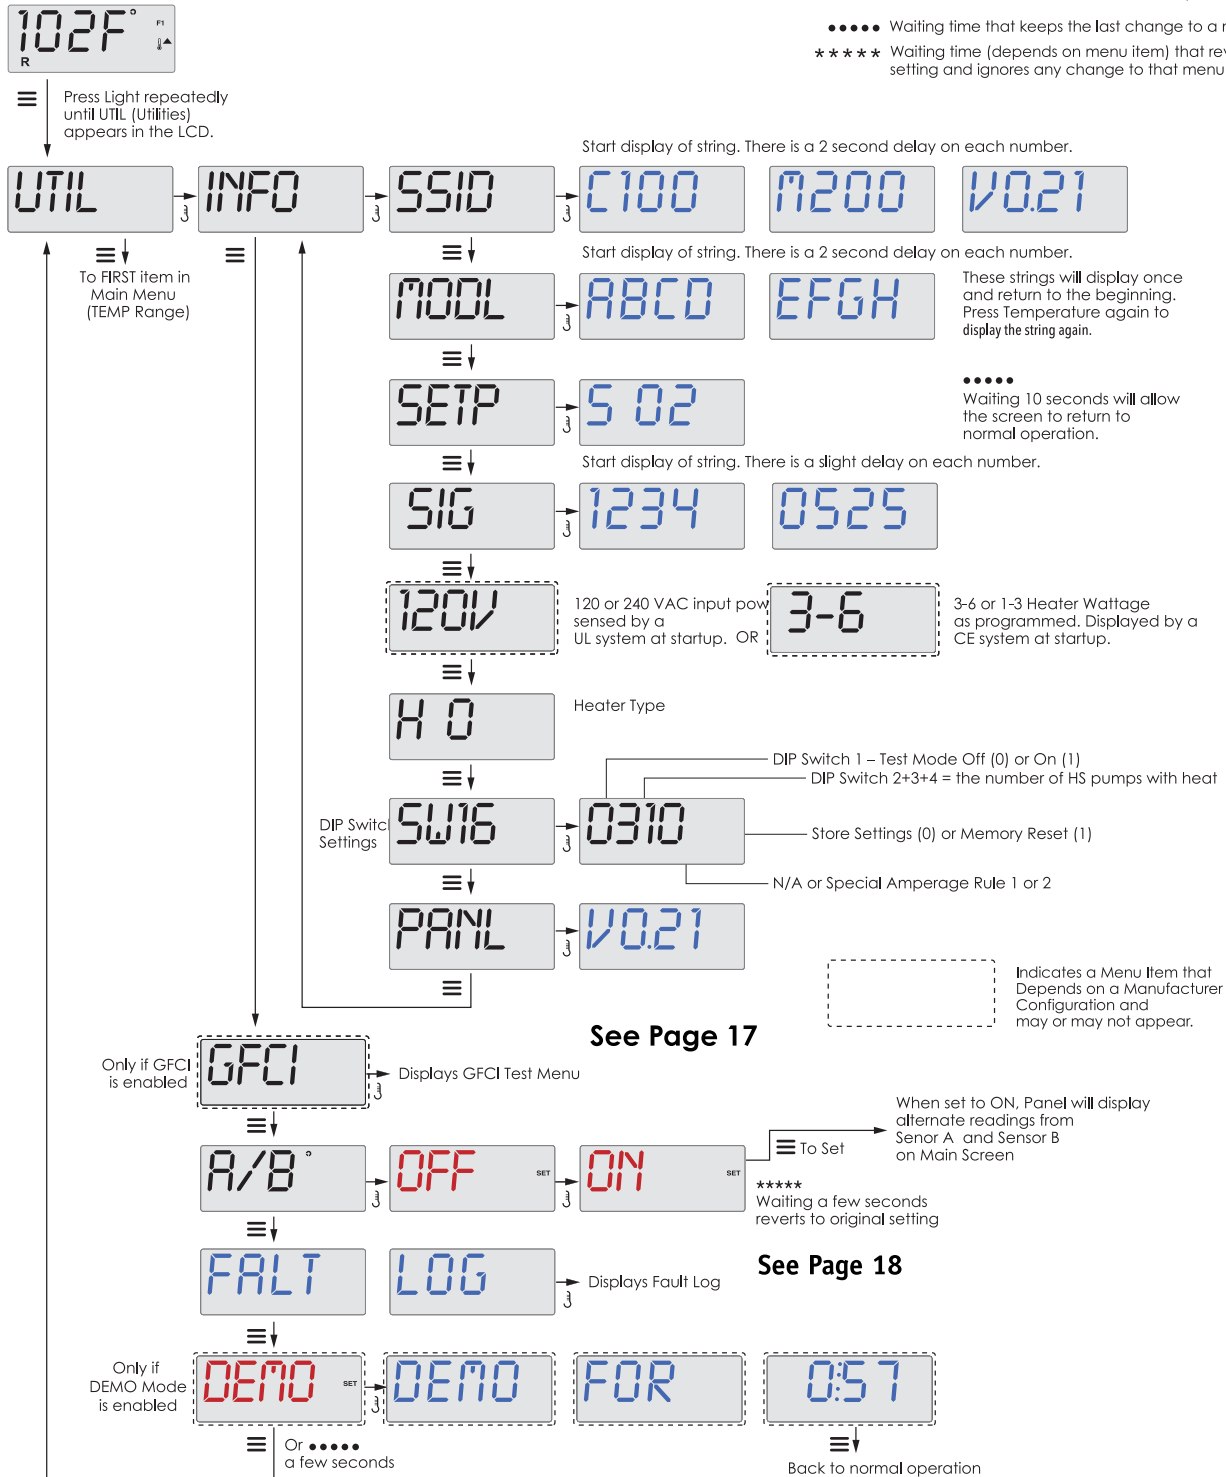 102F° F1
R
●●●●● Waiting time that keeps the last change to a
***** Waiting time (depends on menu item) that
setting and ignores any change to that menu
Press Light repeatedly
until UTIL (Utilities)
appears in the LCD.
Start display of string. There is a 2 second delay on each number.
UTIL INFO SSID C100 M200 V0.21
To FIRST item in
Main Menu
(TEMP Range)
Start display of string. There is a 2 second delay on each number.
MODL ABCD EFGH
These strings will display once
and return to the beginning.
Press Temperature again to
display the string again.
SETP S 02
●●●●●
Waiting 10 seconds will allow
the screen to return to
normal operation.
Start display of string. There is a slight delay on each number.
SIG 1234 0525
120V
120 or 240 VAC input
sensed by a
UL system at startup. OR
3-6
3-6 or 1-3 Heater Wattage
as programmed. Displayed by a
CE system at startup.
H 0 Heater Type
DIP Switch 1 – Test Mode Off (0) or On (1)
DIP Switch 2+3+4 = the number of HS pumps with heat
DIP
Settings
SW16 0310
Store Settings (0) or Memory Reset (1)
N/A or Special Amperage Rule 1 or 2
PANL V0.21
Indicates a Menu Item that
Depends on a Manufacturer
Configuration and
may or may not appear.
See Page 17
Only if GFCI
is enabled
GFCI Displays GFCI Test Menu
When set to ON, Panel will display
alternate readings from
Senor A and Sensor B
on Main Screen
A/B° OFF SET ON SET
To Set
*****
Waiting a few seconds
reverts to original setting
See Page 18
FALT LOG Displays Fault Log
Only if
DEMO Mode
is enabled
DEMO SET DEMO FOR 0:57
Or ●●●●●
a few seconds
Back to normal operation